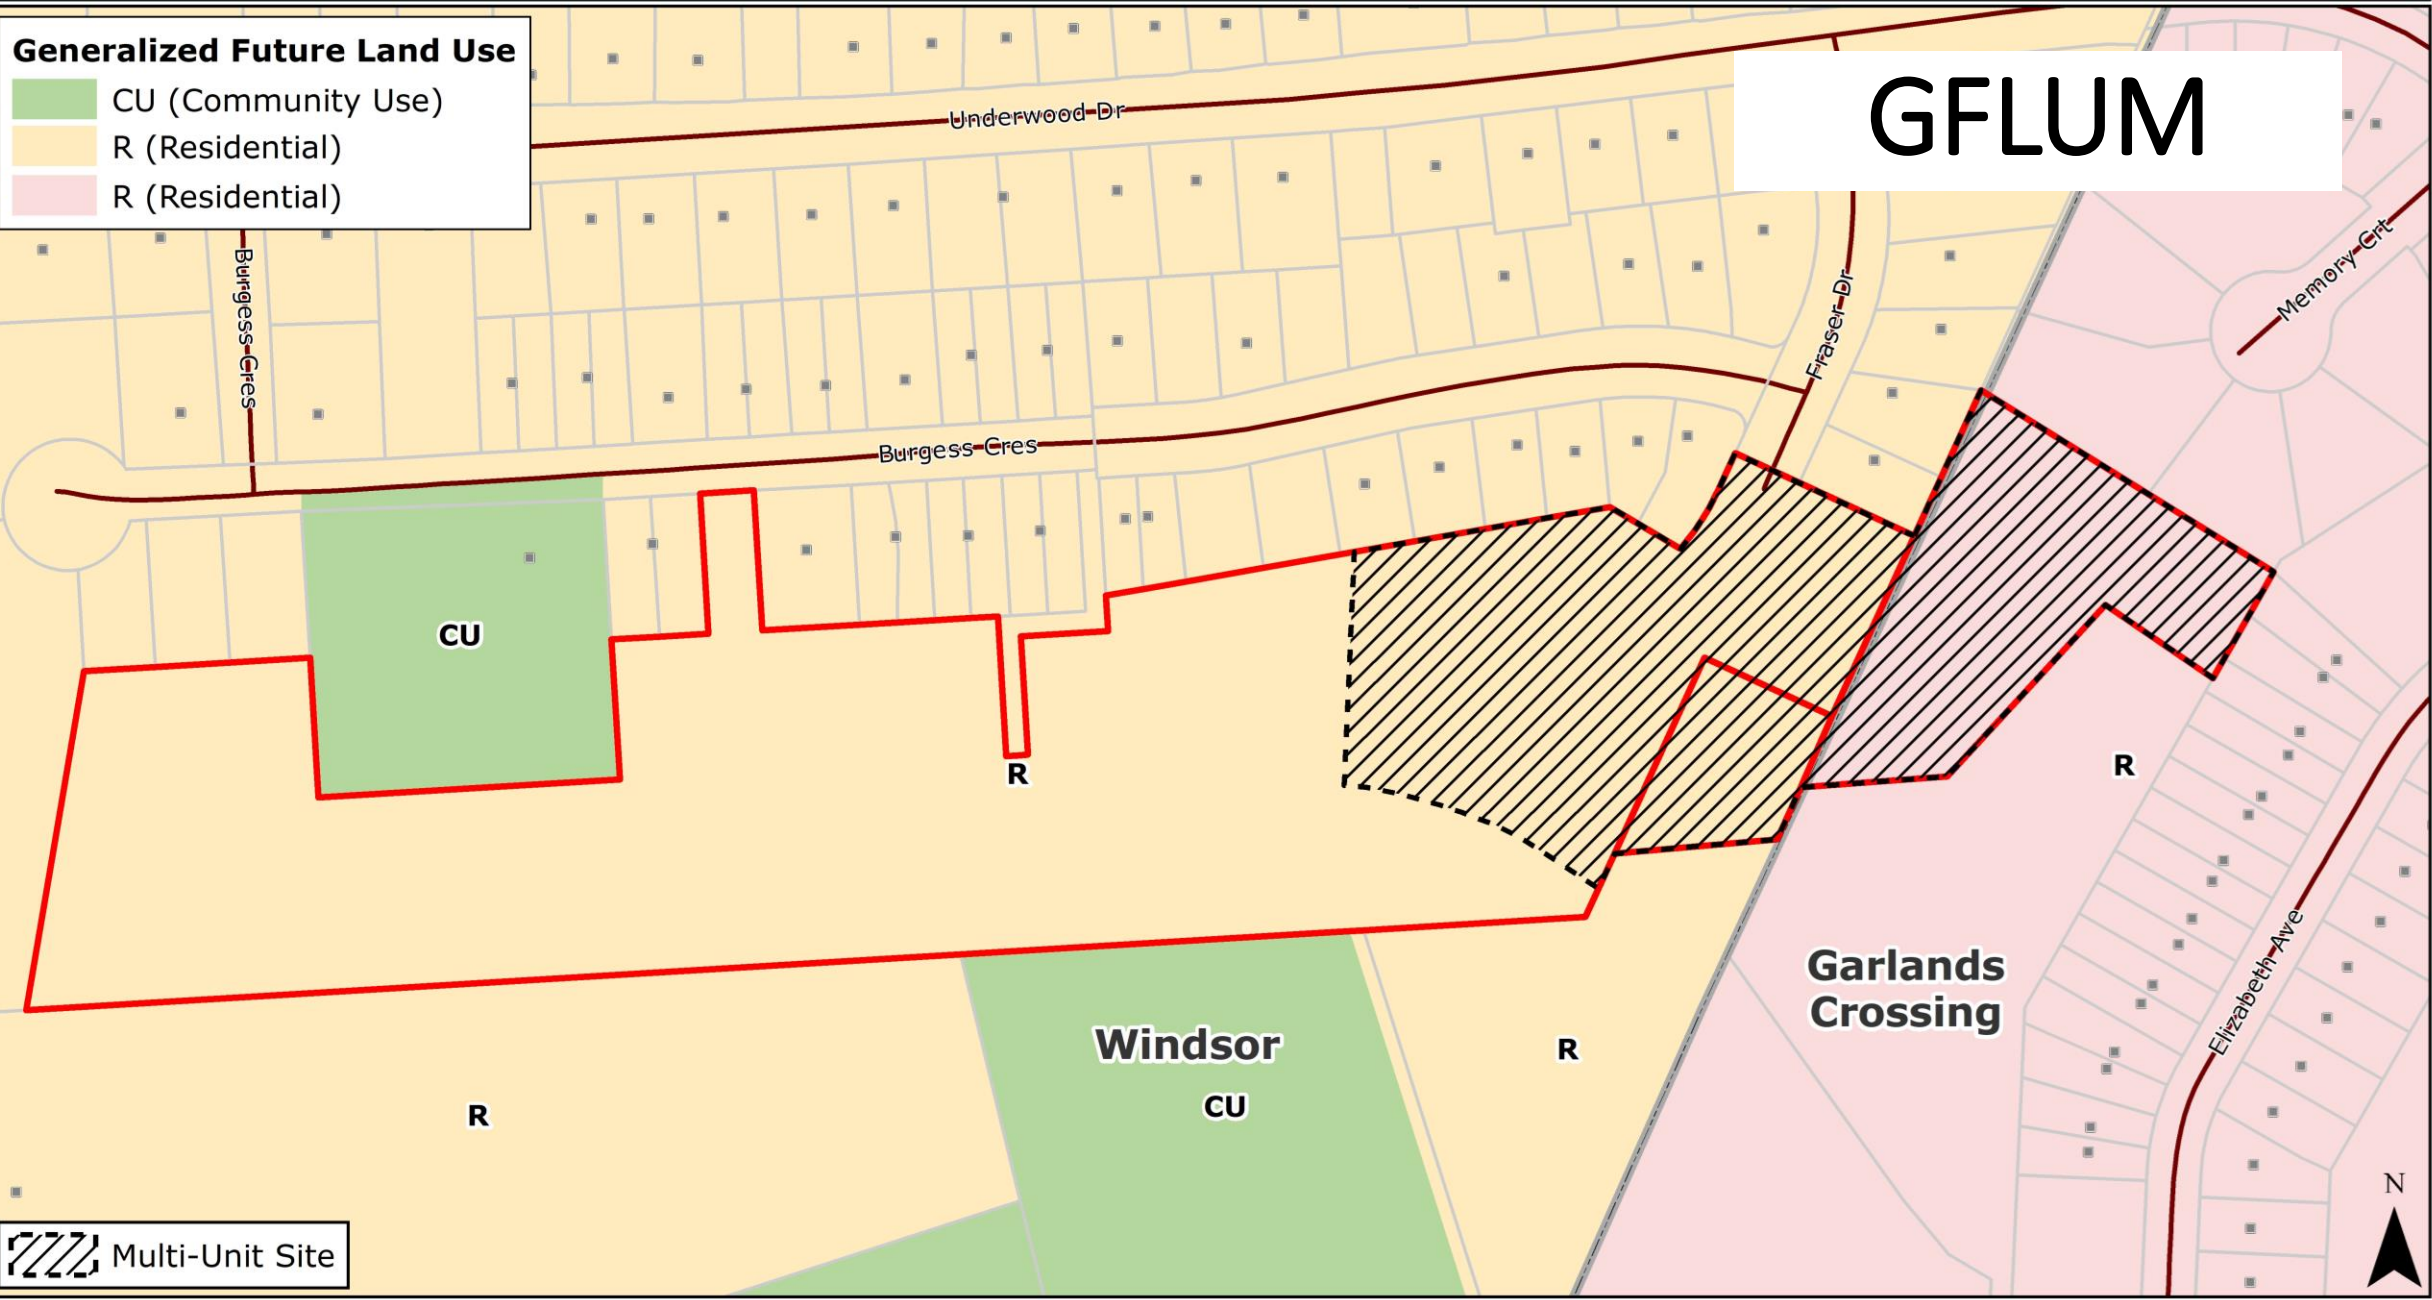 Generalized Future Land Use
CU (Community Use)
R (Residential)
R (Residential)
GFLUM
Underwood Dr
Burgess Cres
Fraser Dr
Memory Crt
Burgess Cres
CU
R
R
Garlands
Crossing
Elizabeth Ave
Windsor
CU
R
R
Multi-Unit Site
N